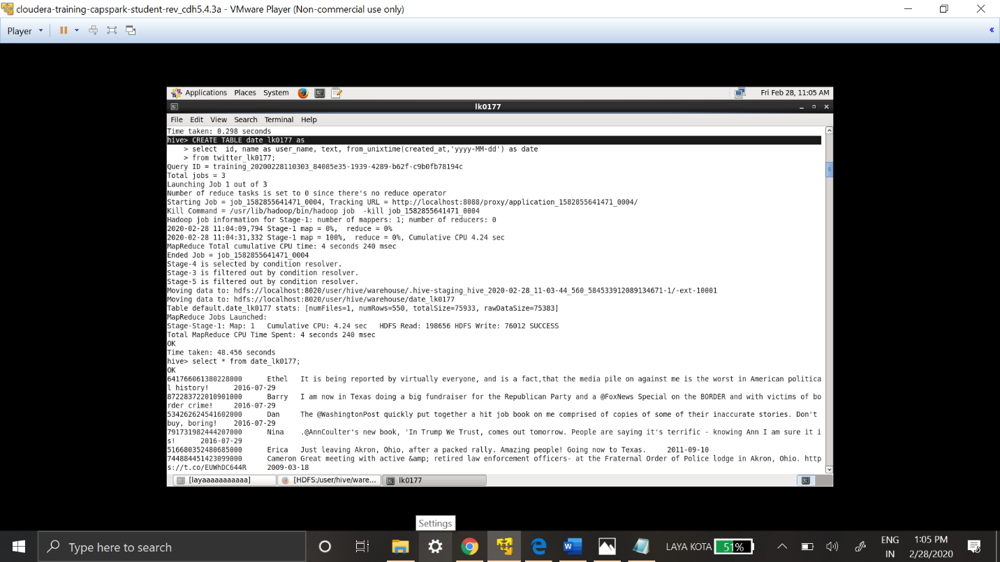 cloudera-training-capspark-student-rev_cdh5.4.3a - VMware Player (Non-commercial use only)
Player
Applications Places System Fri Feb 28, 11:05 AM
lk0177
File Edit View Search Terminal Help
Time taken: 0.298 seconds
hive> CREATE TABLE date_lk0177 as
    > select  id, name as user_name, text, from_unixtime(created_at,'yyyy-MM-dd') as date
    > from twitter_lk0177;
Query ID = training_20200228110303_84085e35-1939-4289-b62f-c9b0fb78194c
Total jobs = 3
Launching Job 1 out of 3
Number of reduce tasks is set to 0 since there's no reduce operator
Starting Job = job_1582855641471_0004, Tracking URL = http://localhost:8088/proxy/application_1582855641471_0004/
Kill Command = /usr/lib/hadoop/bin/hadoop job  -kill job_1582855641471_0004
Hadoop job information for Stage-1: number of mappers: 1; number of reducers: 0
2020-02-28 11:04:09,794 Stage-1 map = 0%,  reduce = 0%
2020-02-28 11:04:31,332 Stage-1 map = 100%,  reduce = 0%, Cumulative CPU 4.24 sec
MapReduce Total cumulative CPU time: 4 seconds 240 msec
Ended Job = job_1582855641471_0004
Stage-4 is selected by condition resolver.
Stage-3 is filtered out by condition resolver.
Stage-5 is filtered out by condition resolver.
Moving data to: hdfs://localhost:8020/user/hive/warehouse/.hive-staging_hive_2020-02-28_11-03-44_560_584533912089134671-1/-ext-10001
Moving data to: hdfs://localhost:8020/user/hive/warehouse/date_lk0177
Table default.date_lk0177 stats: [numFiles=1, numRows=550, totalSize=75933, rawDataSize=75383]
MapReduce Jobs Launched:
Stage-Stage-1: Map: 1   Cumulative CPU: 4.24 sec   HDFS Read: 198656 HDFS Write: 76012 SUCCESS
Total MapReduce CPU Time Spent: 4 seconds 240 msec
OK
Time taken: 48.456 seconds
hive> select * from date_lk0177;
OK
641766061380228000      Ethel   It is being reported by virtually everyone, and is a fact,that the media pile on against me is the worst in American politica
l history!      2016-07-29
872283722010901000      Barry   I am now in Texas doing a big fundraiser for the Republican Party and a @FoxNews Special on the BORDER and with victims of bo
rder crime!     2016-07-29
534262624541602000      Dan     The @WashingtonPost quickly put together a hit job book on me comprised of copies of some of their inaccurate stories. Don't
buy, boring!    2016-07-29
791731982444207000      Nina    .@AnnCoulter's new book, 'In Trump We Trust, comes out tomorrow. People are saying it's terrific - knowing Ann I am sure it i
s!      2016-07-29
516680352480685000      Erica   Just leaving Akron, Ohio, after a packed rally. Amazing people! Going now to Texas.     2011-09-10
744884451423099000      Cameron Great meeting with active &amp; retired law enforcement officers- at the Fraternal Order of Police lodge in Akron, Ohio. http
s://t.co/EUWhDC644R     2009-03-18
[layaaaaaaaaaaa] [HDFS:/user/hive/ware... lk0177
Settings
Type here to search
LAYA KOTA 51%
ENG
IN
1:05 PM
2/28/2020